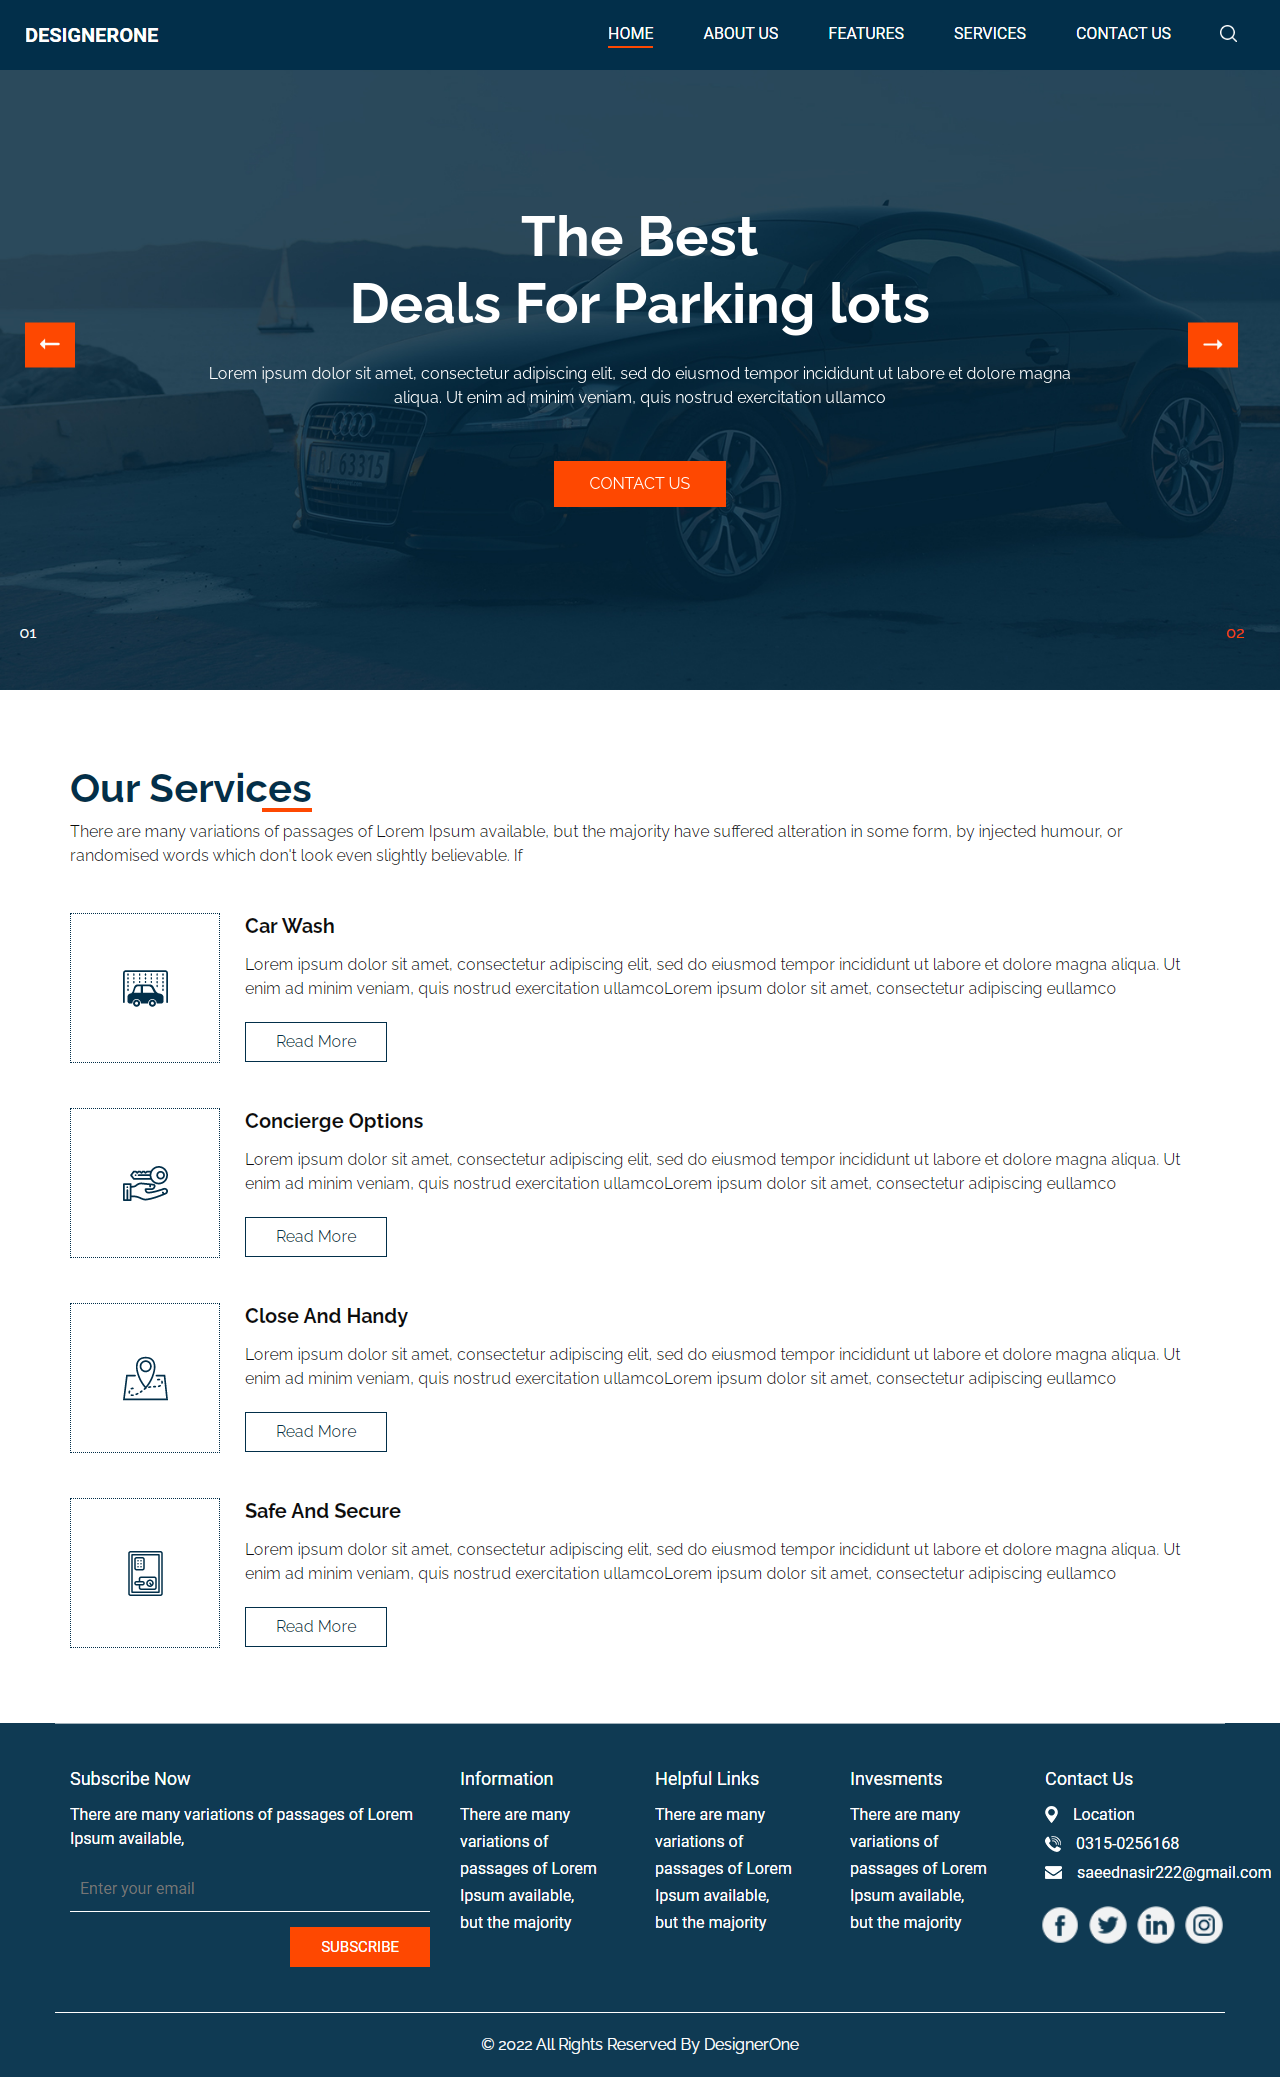 DESIGNERONE
HOME ABOUT US FEATURES SERVICES CONTACT US
The Best
Deals For Parking lots
Lorem ipsum dolor sit amet, consectetur adipiscing elit, sed do eiusmod tempor incididunt ut labore et dolore magna
aliqua. Ut enim ad minim veniam, quis nostrud exercitation ullamco
RJ 63315
CONTACT US
01
02
Our Services
There are many variations of passages of Lorem Ipsum available, but the majority have suffered alteration in some form, by injected humour, or
randomised words which don't look even slightly believable. If
Car Wash
Lorem ipsum dolor sit amet, consectetur adipiscing elit, sed do eiusmod tempor incididunt ut labore et dolore magna aliqua. Ut
enim ad minim veniam, quis nostrud exercitation ullamcoLorem ipsum dolor sit amet, consectetur adipiscing eullamco
Read More
Concierge Options
Lorem ipsum dolor sit amet, consectetur adipiscing elit, sed do eiusmod tempor incididunt ut labore et dolore magna aliqua. Ut
enim ad minim veniam, quis nostrud exercitation ullamcoLorem ipsum dolor sit amet, consectetur adipiscing eullamco
Read More
Close And Handy
Lorem ipsum dolor sit amet, consectetur adipiscing elit, sed do eiusmod tempor incididunt ut labore et dolore magna aliqua. Ut
enim ad minim veniam, quis nostrud exercitation ullamcoLorem ipsum dolor sit amet, consectetur adipiscing eullamco
Read More
Safe And Secure
Lorem ipsum dolor sit amet, consectetur adipiscing elit, sed do eiusmod tempor incididunt ut labore et dolore magna aliqua. Ut
enim ad minim veniam, quis nostrud exercitation ullamcoLorem ipsum dolor sit amet, consectetur adipiscing eullamco
Read More
Subscribe Now
There are many variations of passages of Lorem
Ipsum available,
Enter your email
SUBSCRIBE
Information
There are many
variations of
passages of Lorem
Ipsum available,
but the majority
Helpful Links
There are many
variations of
passages of Lorem
Ipsum available,
but the majority
Invesments
There are many
variations of
passages of Lorem
Ipsum available,
but the majority
Contact Us
Location
0315-0256168
saeednasir222@gmail.com
© 2022 All Rights Reserved By DesignerOne